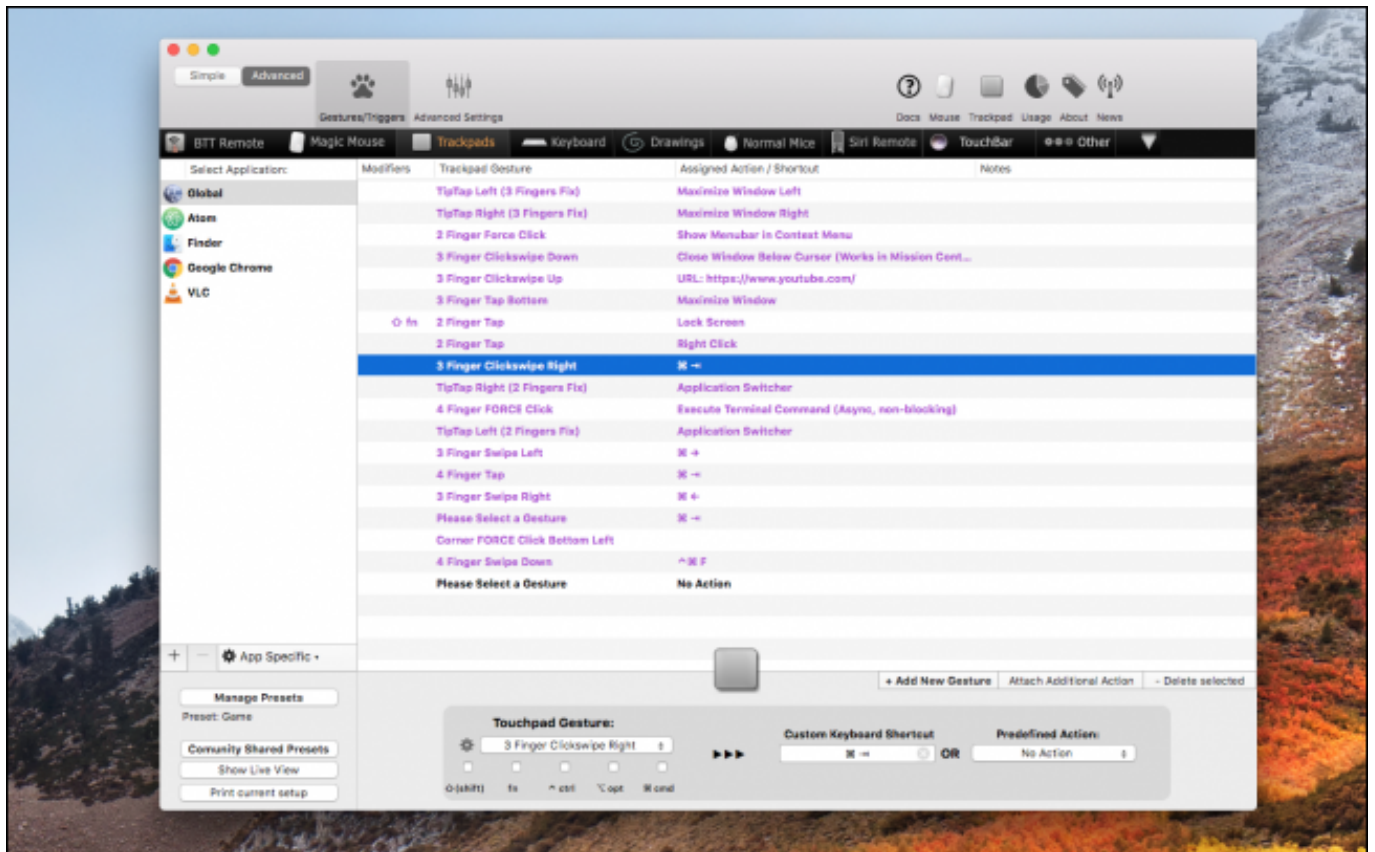 Simple Advanced
Gestures/Triggers Advanced Settings Docs Mouse Trackpad Usage About News
BTT Remote Magic Mouse Trackpads Keyboard Drawings Normal Mice Siri Remote TouchBar Other
Select Application: Modifiers Trackpad Gesture Assigned Action / Shortcut Notes
Global TipTap Left (3 Fingers Fix) Maximize Window Left
TipTap Right (3 Fingers Fix) Maximize Window Right
Atom
2 Finger Force Click Show Menubar in Context Menu
Finder
3 Finger Clickswipe Down Close Window Below Cursor (Works in Mission Cent...
Google Chrome
3 Finger Clickswipe Up URL: https://www.youtube.com/
VLC
3 Finger Tap Bottom Maximize Window
⇧ fn 2 Finger Tap Lock Screen
2 Finger Tap Right Click
3 Finger Clickswipe Right ⌘ ⇥
TipTap Right (2 Fingers Fix) Application Switcher
4 Finger FORCE Click Execute Terminal Command (Async, non-blocking)
TipTap Left (2 Fingers Fix) Application Switcher
3 Finger Swipe Left ⌘ →
4 Finger Tap ⌘ ⇥
3 Finger Swipe Right ⌘ ←
Please Select a Gesture ⌘ ⇥
Corner FORCE Click Bottom Left
4 Finger Swipe Down ^⌘ F
Please Select a Gesture No Action
+ − App Specific
+ Add New Gesture Attach Additional Action - Delete selected
Manage Presets
Preset: Game
Comunity Shared Presets
Show Live View
Print current setup
Touchpad Gesture: Custom Keyboard Shortcut Predefined Action:
3 Finger Clickswipe Right ▶▶▶ ⌘ ⇥ OR No Action
⇧(shift) fn ^ ctrl ⌥ opt ⌘ cmd